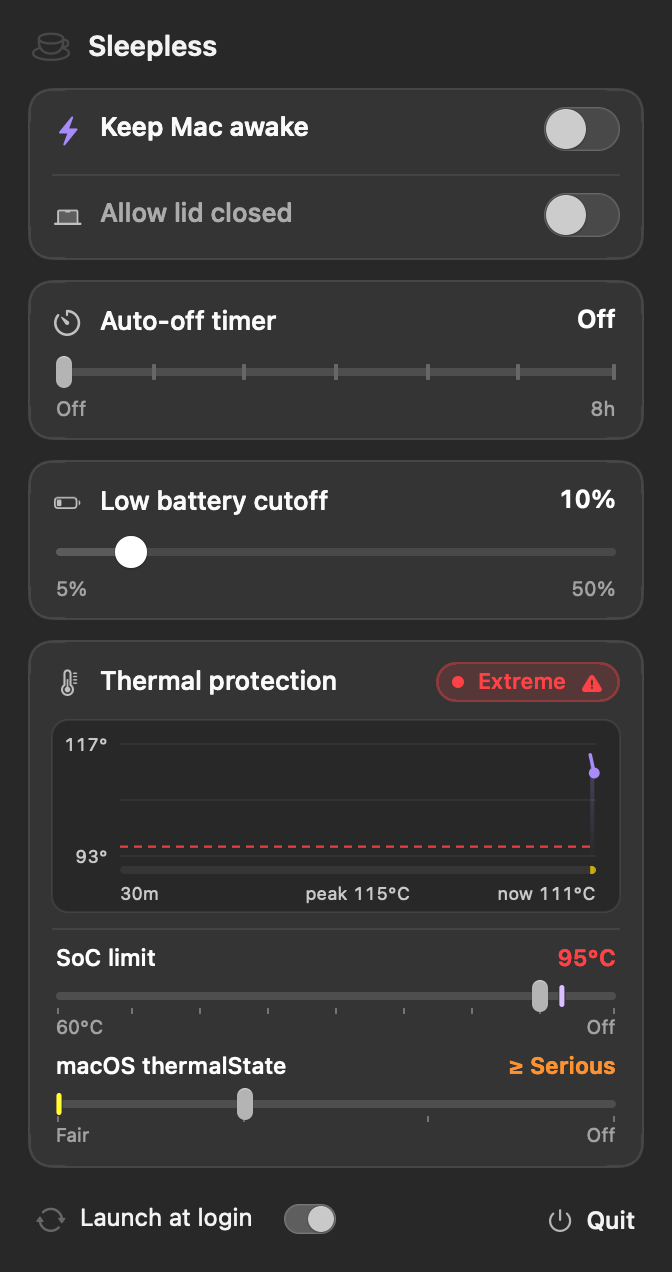 Sleepless
Keep Mac awake
Allow lid closed
Auto-off timer Off
Off 8h
Low battery cutoff 10%
5% 50%
Thermal protection Extreme
117°
93°
30m peak 115°C now 111°C
SoC limit 95°C
60°C Off
macOS thermalState ≥ Serious
Fair Off
Launch at login Quit